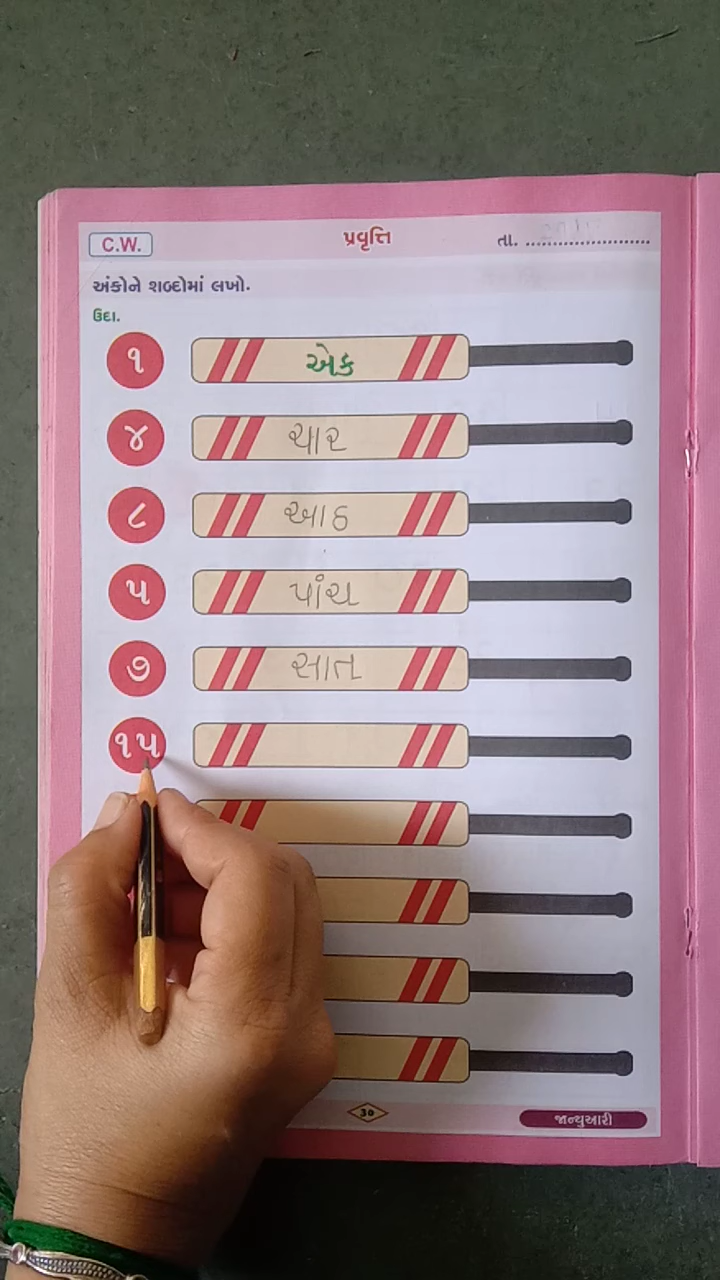 C.W. પ્રવૃત્તિ તા. ........................
અંકોને શબ્દોમાં લખો.
ઉદા.
૧ એક
૪ ચાર
૮ આઠ
૫ પાંચ
૭ સાત
૧૫
૩૦ જાન્યુઆરી